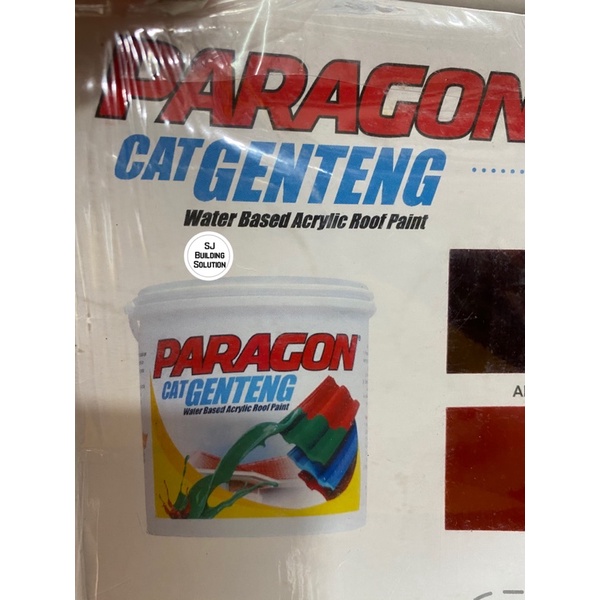 PARAGON
CAT GENTENG
Water Based Acrylic Roof Paint
SJ
BUILDING
SOLUTION
PARAGON
CAT GENTENG
Water Based Acrylic Roof Paint